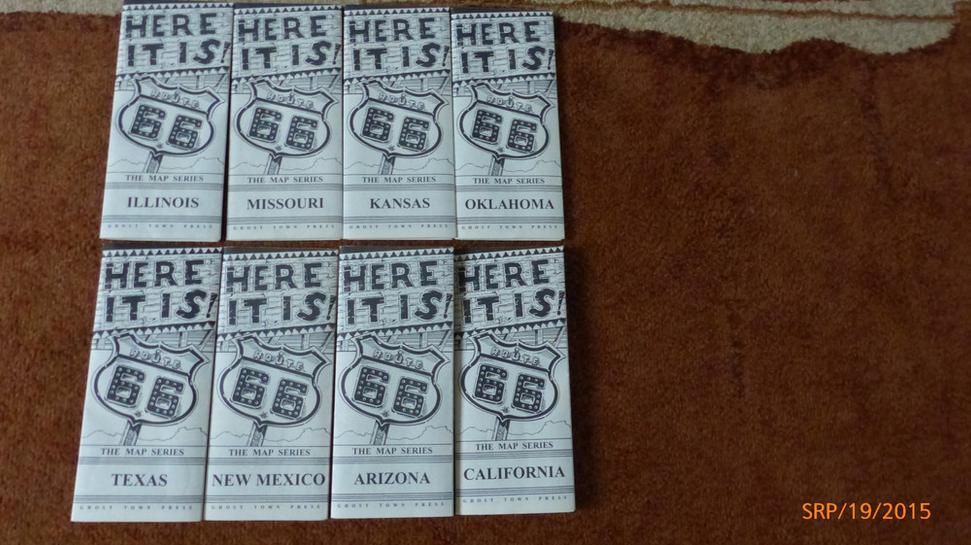 HERE
IT IS!
ROUTE
66
THE MAP SERIES
ILLINOIS
GHOST TOWN PRESS
HERE
IT IS!
ROUTE
66
THE MAP SERIES
MISSOURI
GHOST TOWN PRESS
HERE
IT IS!
ROUTE
66
THE MAP SERIES
KANSAS
GHOST TOWN PRESS
HERE
IT IS!
ROUTE
66
THE MAP SERIES
OKLAHOMA
GHOST TOWN PRESS
HERE
IT IS!
ROUTE
66
THE MAP SERIES
TEXAS
GHOST TOWN PRESS
HERE
IT IS!
ROUTE
66
THE MAP SERIES
NEW MEXICO
GHOST TOWN PRESS
HERE
IT IS!
ROUTE
66
THE MAP SERIES
ARIZONA
GHOST TOWN PRESS
HERE
IT IS!
ROUTE
66
THE MAP SERIES
CALIFORNIA
GHOST TOWN PRESS
SRP/19/2015